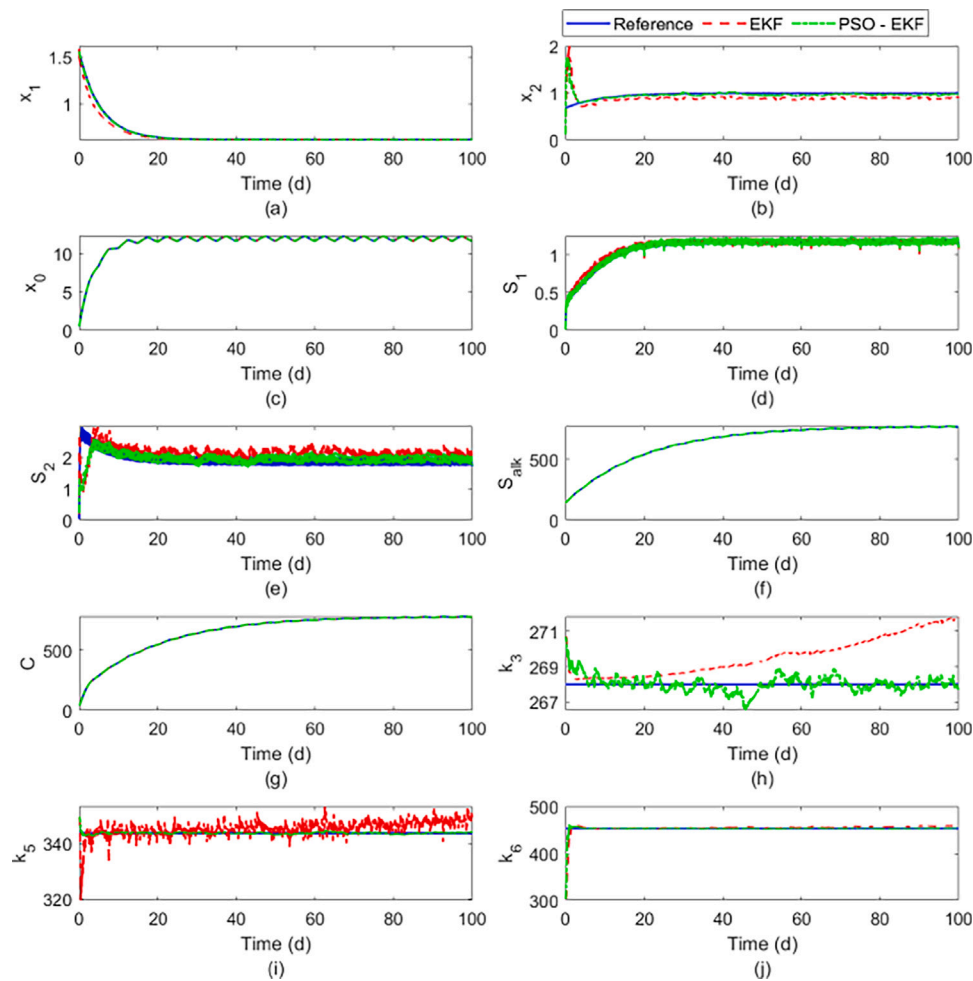 Reference EKF PSO - EKF
1.5
1
x1
0 20 40 60 80 100
Time (d)
(a)
2
1
0
x2
0 20 40 60 80 100
Time (d)
(b)
10
5
0
x0
0 20 40 60 80 100
Time (d)
(c)
1
0.5
0
S1
0 20 40 60 80 100
Time (d)
(d)
2
1
0
S2
0 20 40 60 80 100
Time (d)
(e)
500
0
Salk
0 20 40 60 80 100
Time (d)
(f)
500
0
C
0 20 40 60 80 100
Time (d)
(g)
271
269
267
k3
0 20 40 60 80 100
Time (d)
(h)
340
320
k5
0 20 40 60 80 100
Time (d)
(i)
500
450
400
300
k6
0 20 40 60 80 100
Time (d)
(j)